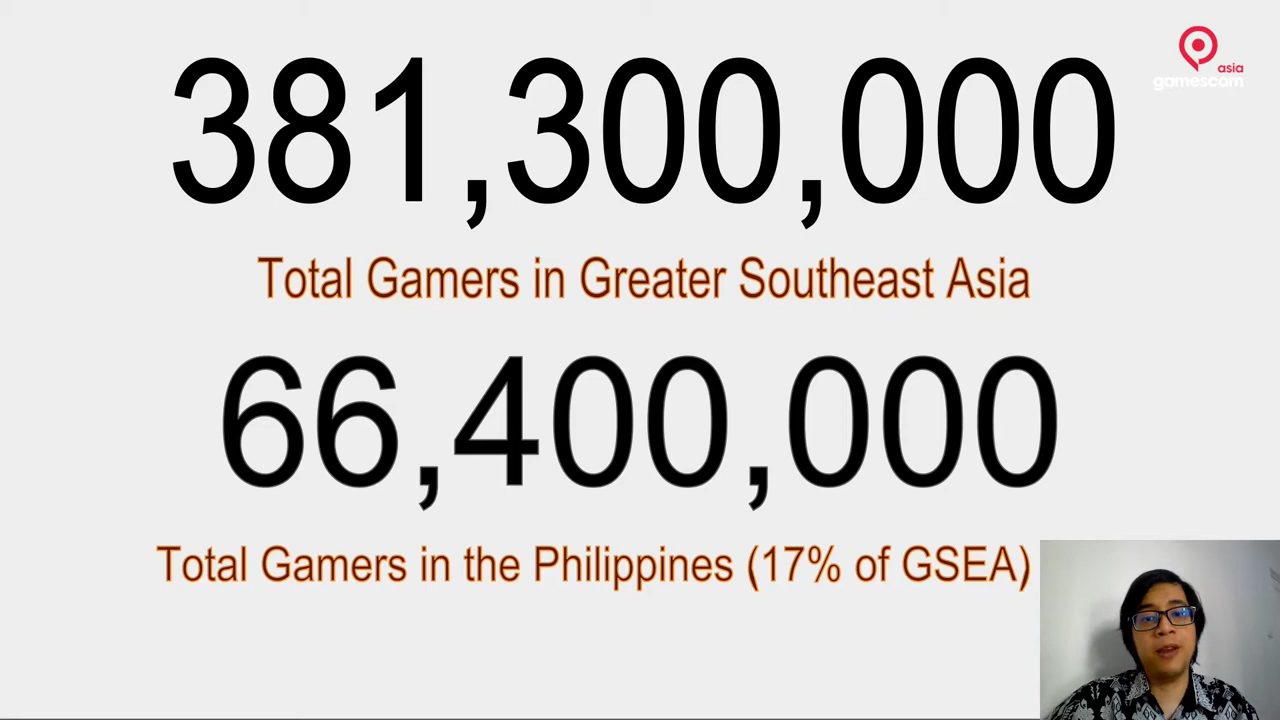 381,300,000
asia
gamescom
Total Gamers in Greater Southeast Asia
66,400,000
Total Gamers in the Philippines (17% of GSEA)